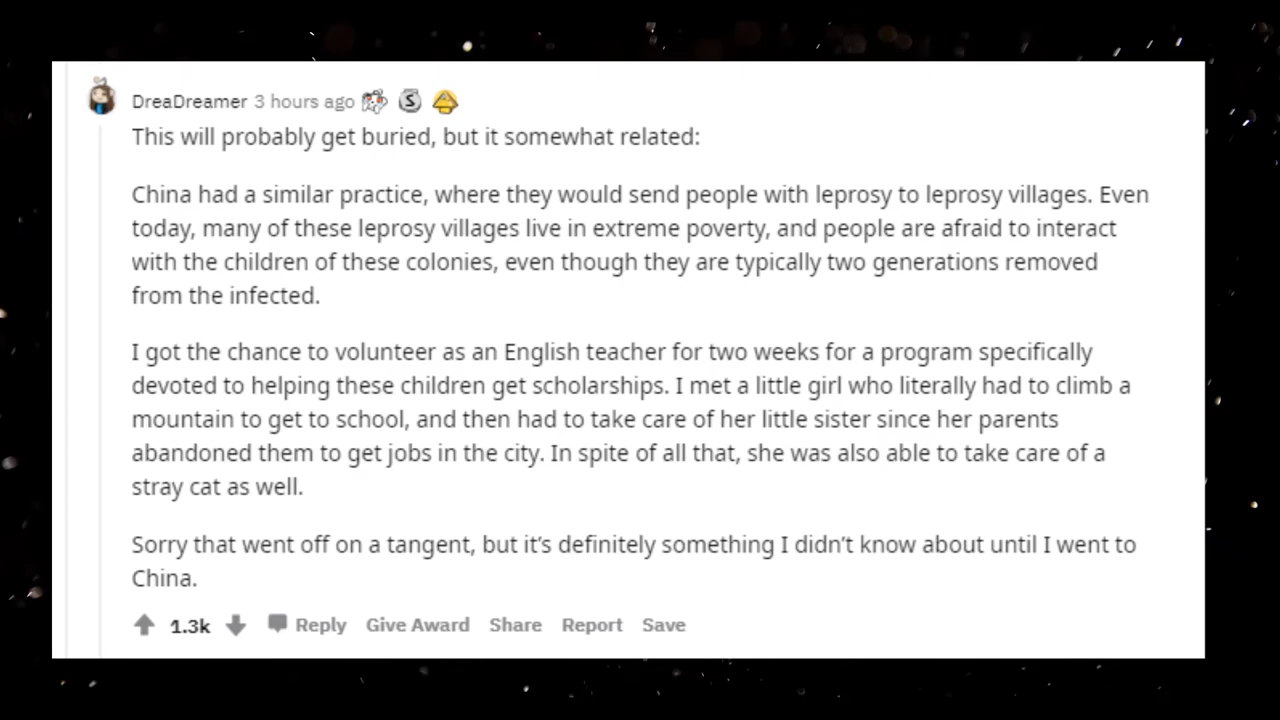 DreaDreamer 3 hours ago
This will probably get buried, but it somewhat related:
China had a similar practice, where they would send people with leprosy to leprosy villages. Even
today, many of these leprosy villages live in extreme poverty, and people are afraid to interact
with the children of these colonies, even though they are typically two generations removed
from the infected.
I got the chance to volunteer as an English teacher for two weeks for a program specifically
devoted to helping these children get scholarships. I met a little girl who literally had to climb a
mountain to get to school, and then had to take care of her little sister since her parents
abandoned them to get jobs in the city. In spite of all that, she was also able to take care of a
stray cat as well.
Sorry that went off on a tangent, but it's definitely something I didn't know about until I went to
China.
1.3k Reply Give Award Share Report Save